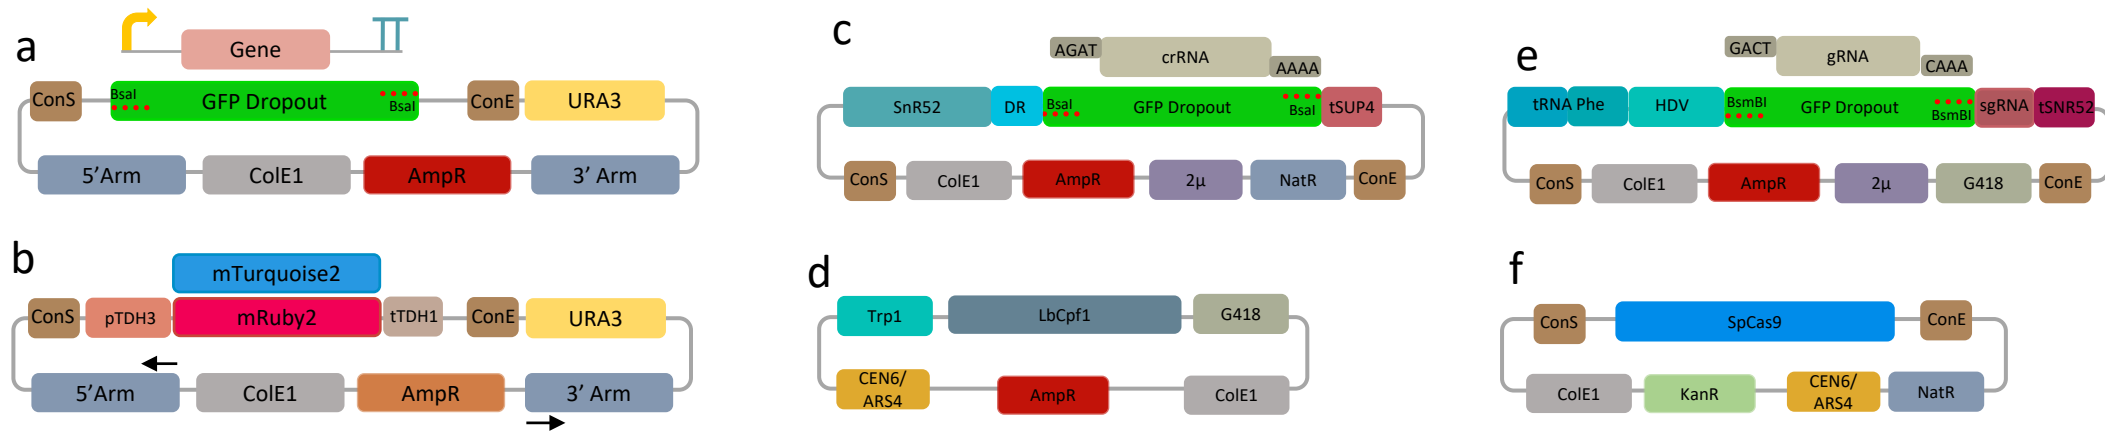 a
Gene
ConS
BsaI
GFP Dropout
BsaI
ConE
URA3
5'Arm
ColE1
AmpR
3' Arm
b
mTurquoise2
ConS
pTDH3
mRuby2
tTDH1
ConE
URA3
5'Arm
ColE1
AmpR
3' Arm
c
AGAT
crRNA
AAAA
SnR52
DR
BsaI
GFP Dropout
BsaI
tSUP4
ConS
ColE1
AmpR
2μ
NatR
ConE
d
Trp1
LbCpf1
G418
CEN6/
ARS4
AmpR
ColE1
e
GACT
gRNA
CAAA
tRNA Phe
HDV
BsmBI
GFP Dropout
BsmBI
sgRNA
tSNR52
ConS
ColE1
AmpR
2μ
G418
ConE
f
ConS
SpCas9
ConE
ColE1
KanR
CEN6/
ARS4
NatR